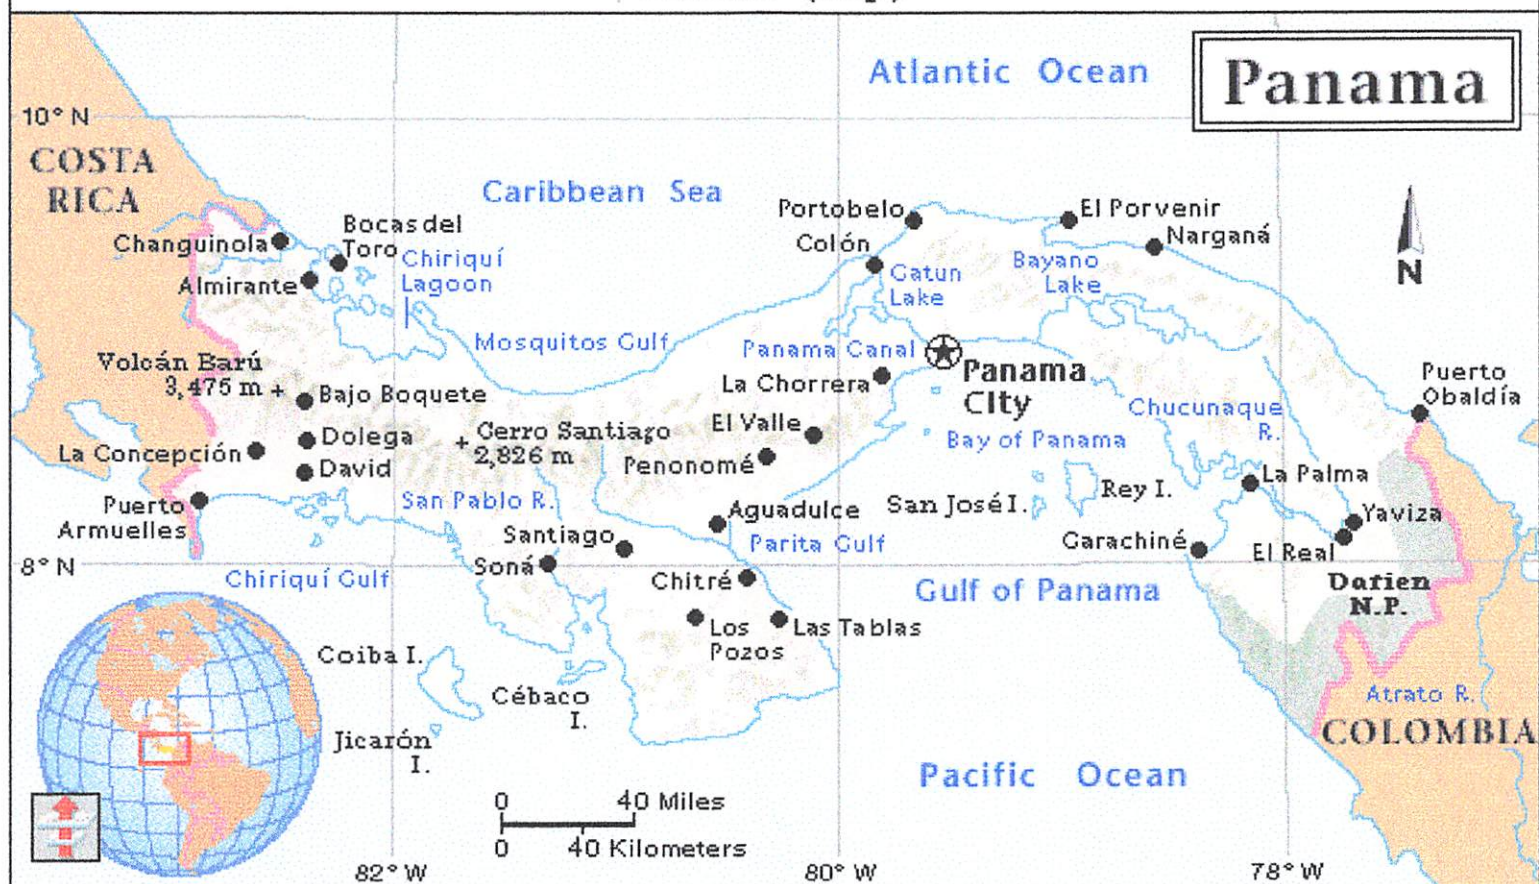 Atlantic Ocean
Panama
10° N
COSTA
RICA
Caribbean Sea
Portobelo
El Porvenir
Narganá
Colón
Changuinola
Bocas del
Toro
Chiriquí
Lagoon
Almirante
Gatun
Lake
Bayano
Lake
N
Mosquitos Gulf
Panama Canal
Panama
City
Volcán Barú
3,475 m +
Bajo Boquete
La Chorrera
Puerto
Obaldía
Chucunaque
R.
Dolega
+ Cerro Santiago
2,826 m
El Valle
Bay of Panama
La Concepción
David
Penonomé
La Palma
Puerto
Armuelles
San Pablo R.
Aguadulce
San José I.
Rey I.
Yaviza
Santiago
Parita Gulf
Garachiné
El Real
8° N
Chiriquí Gulf
Soná
Chitré
Gulf of Panama
Darien
N.P.
Los
Pozos
Las Tablas
Coiba I.
Cébaco
I.
Jicarón
I.
Atrato R.
COLOMBIA
Pacific Ocean
0 40 Miles
0 40 Kilometers
82° W
80° W
78° W